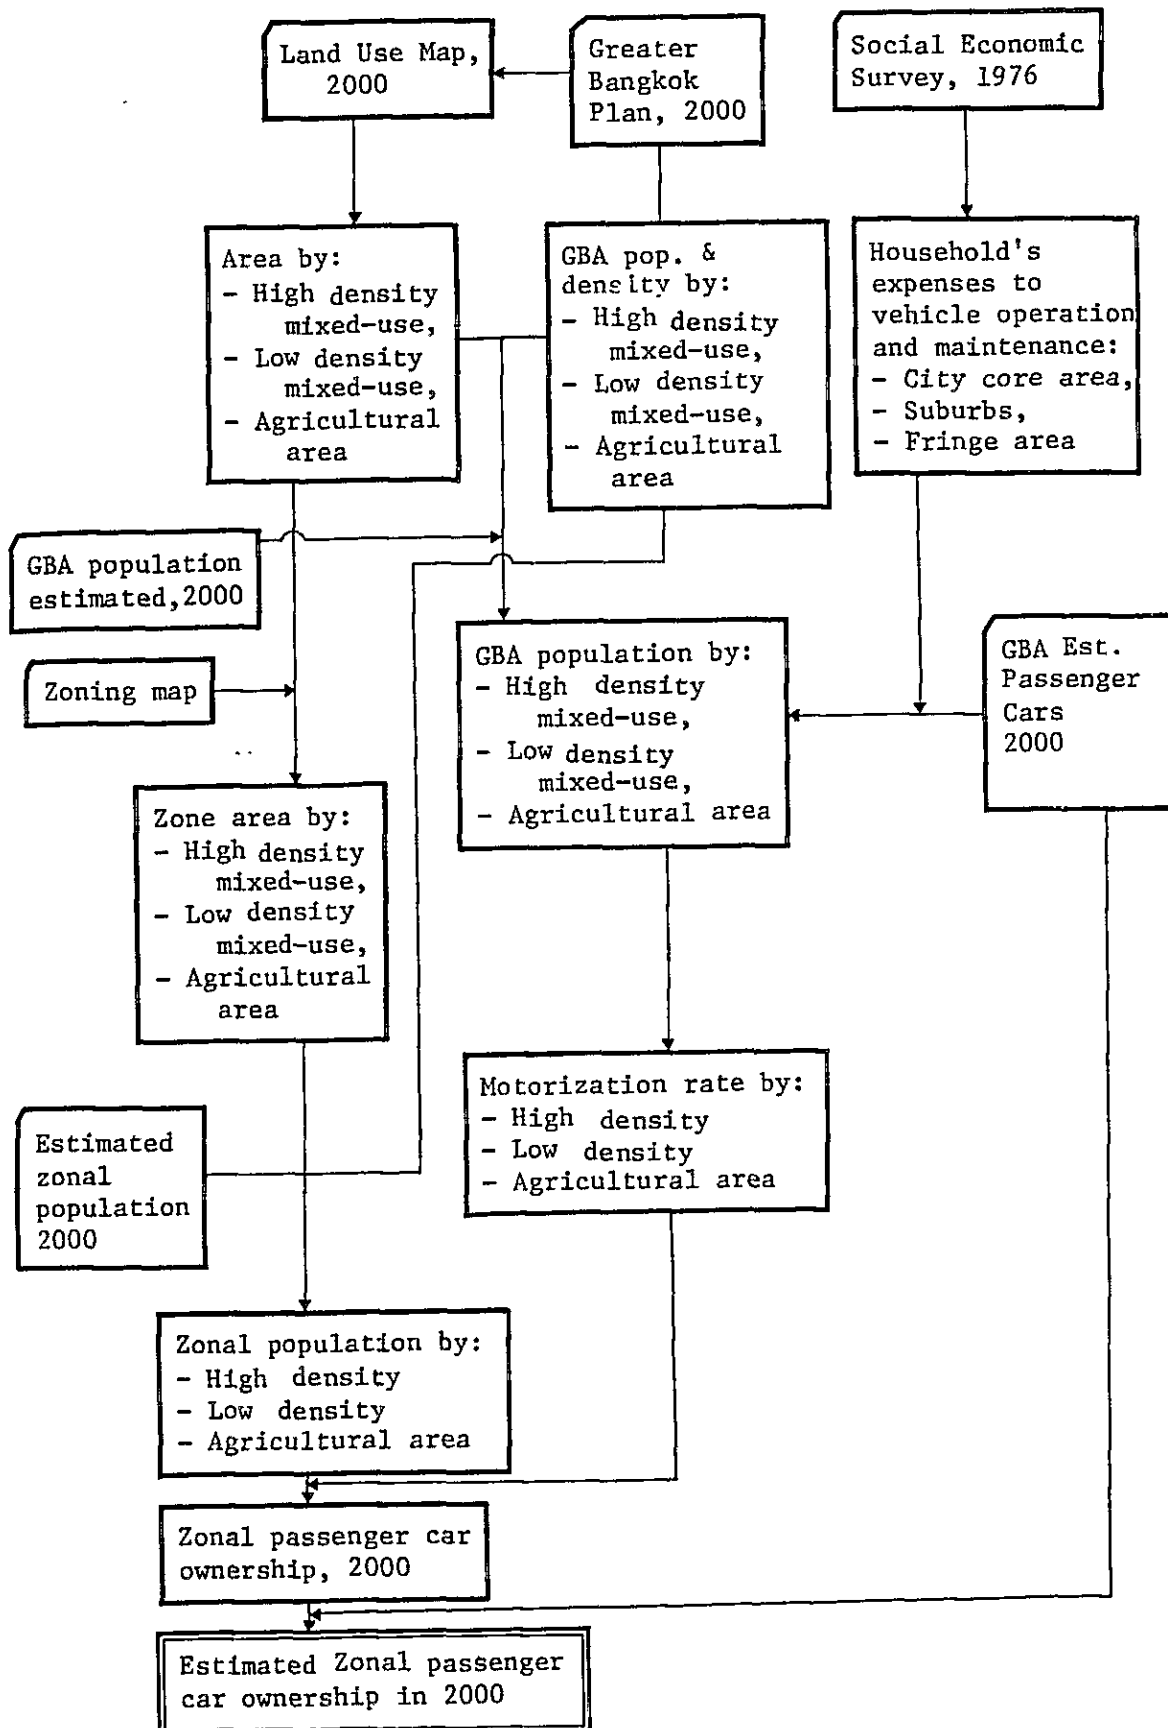 Land Use Map,
2000
Greater
Bangkok
Plan, 2000
Social Economic
Survey, 1976
Area by:
- High density
mixed-use,
- Low density
mixed-use,
- Agricultural
area
GBA pop. &
density by:
- High density
mixed-use,
- Low density
mixed-use,
- Agricultural
area
Household's
expenses to
vehicle operation
and maintenance:
- City core area,
- Suburbs,
- Fringe area
GBA population
estimated,2000
Zoning map
GBA population by:
- High density
mixed-use,
- Low density
mixed-use,
- Agricultural area
GBA Est.
Passenger
Cars
2000
Zone area by:
- High density
mixed-use,
- Low density
mixed-use,
- Agricultural
area
Motorization rate by:
- High density
- Low density
- Agricultural area
Estimated
zonal
population
2000
Zonal population by:
- High density
- Low density
- Agricultural area
Zonal passenger car
ownership, 2000
Estimated Zonal passenger
car ownership in 2000